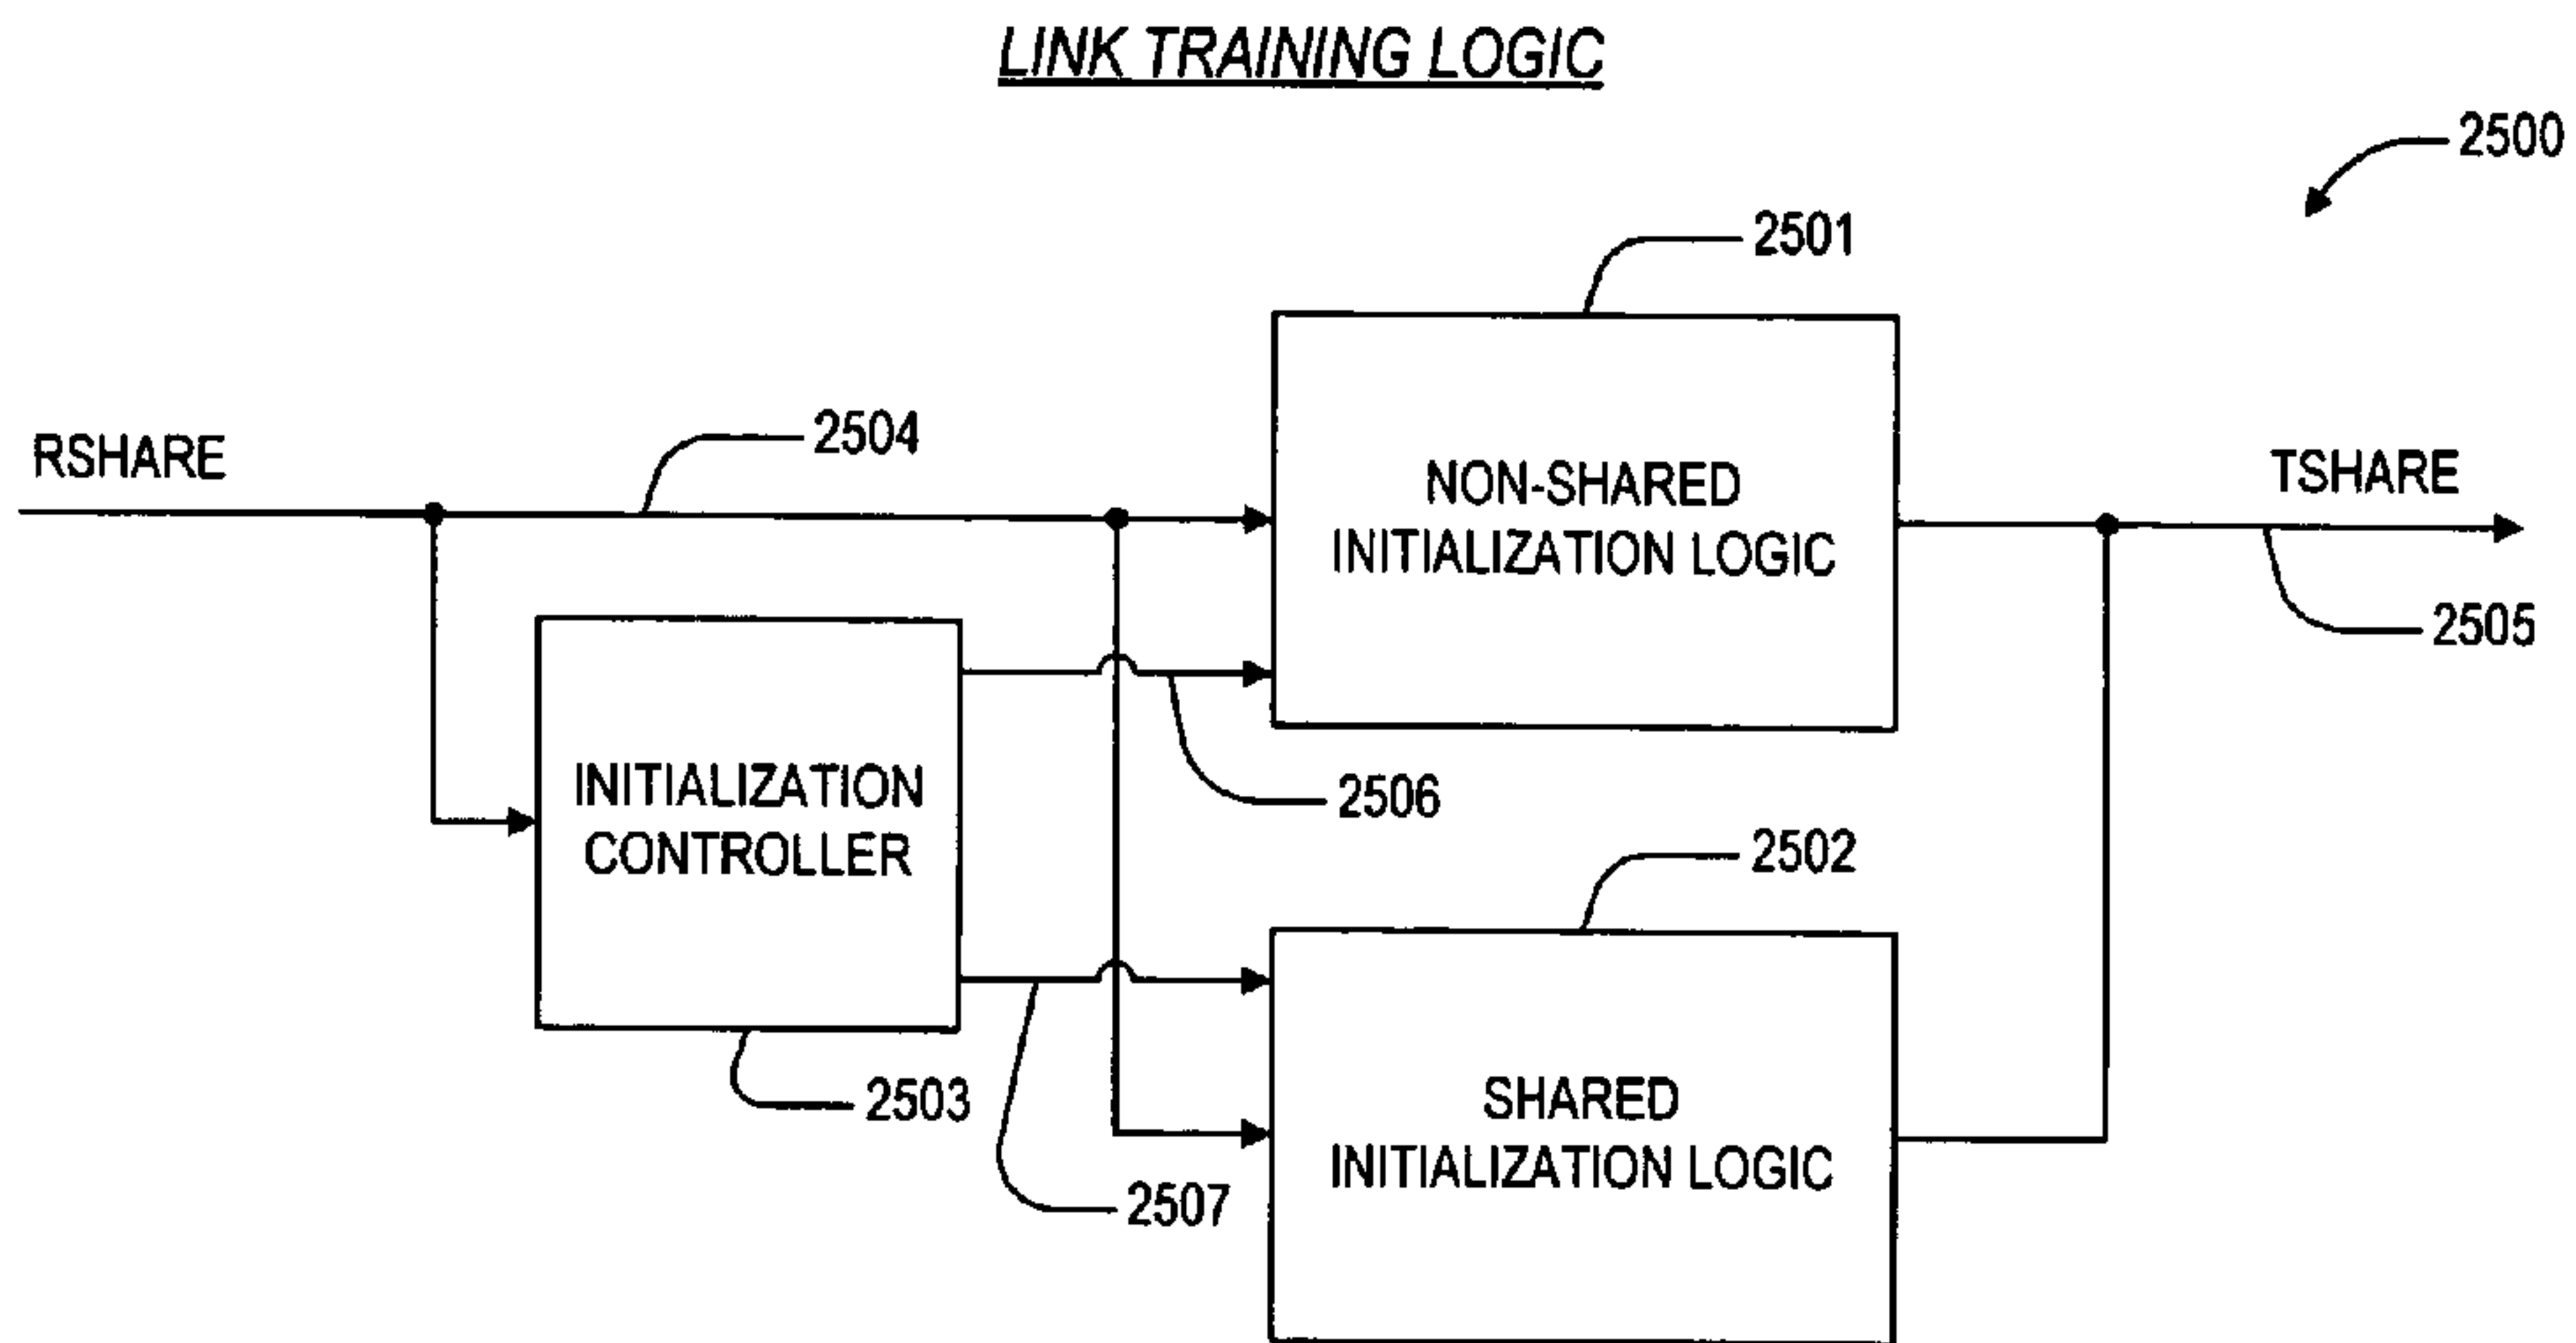 LINK TRAINING LOGIC
2500
2501
2504
RSHARE
NON-SHARED
INITIALIZATION LOGIC
TSHARE
2505
INITIALIZATION
CONTROLLER
2506
2502
2503
SHARED
INITIALIZATION LOGIC
2507